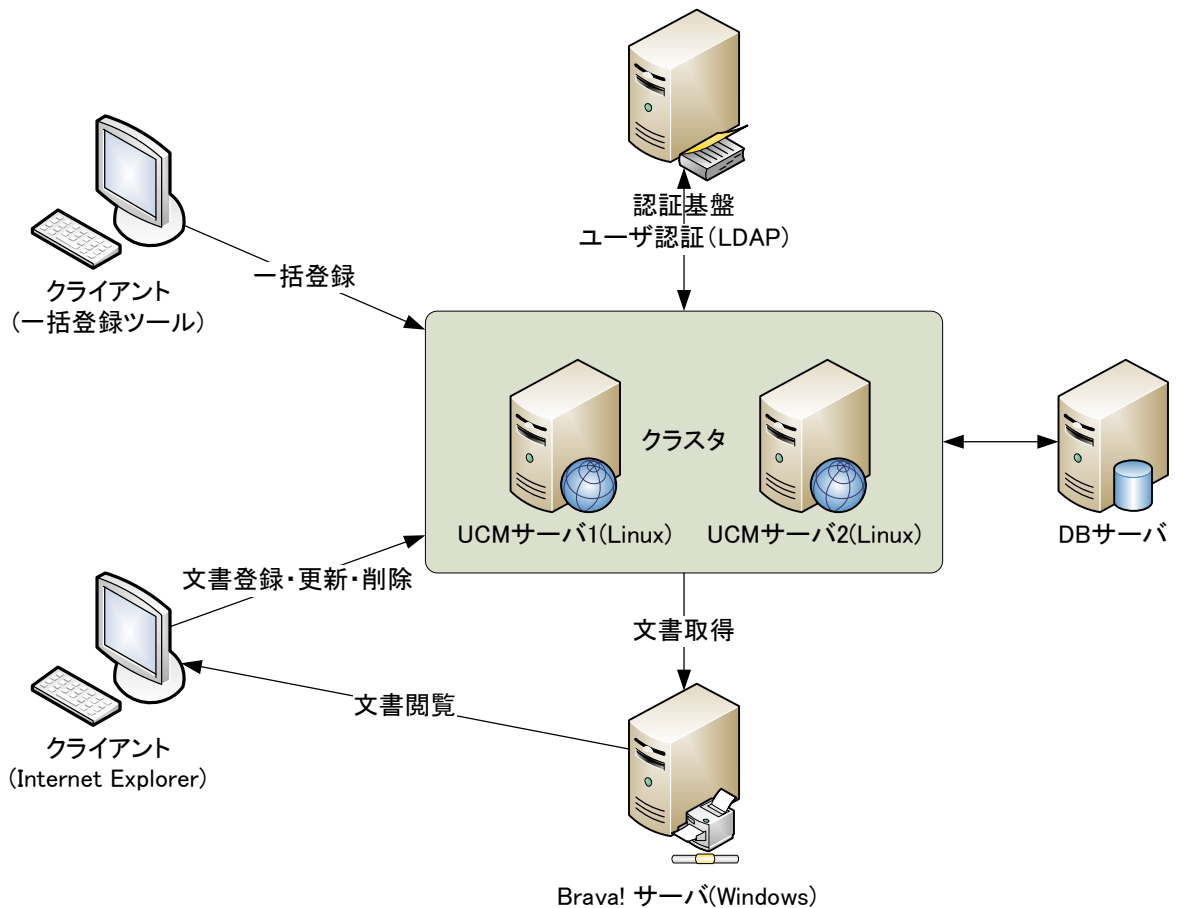 認証基盤
ユーザ認証(LDAP)
一括登録
クライアント
(一括登録ツール)
クラスタ
UCMサーバ1(Linux)
UCMサーバ2(Linux)
DBサーバ
文書登録・更新・削除
文書取得
文書閲覧
クライアント
(Internet Explorer)
Brava! サーバ(Windows)